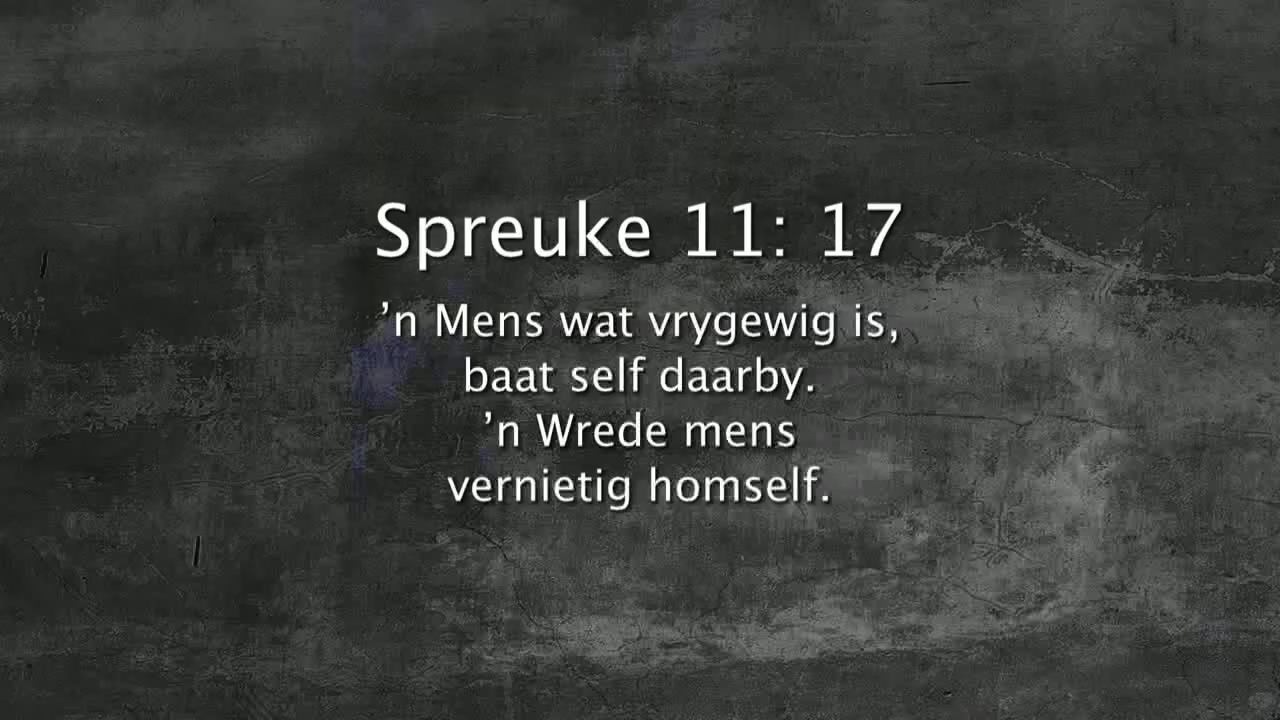 Spreuke 11: 17
’n Mens wat vrygewig is,
baat self daarby.
’n Wrede mens
vernietig homself.